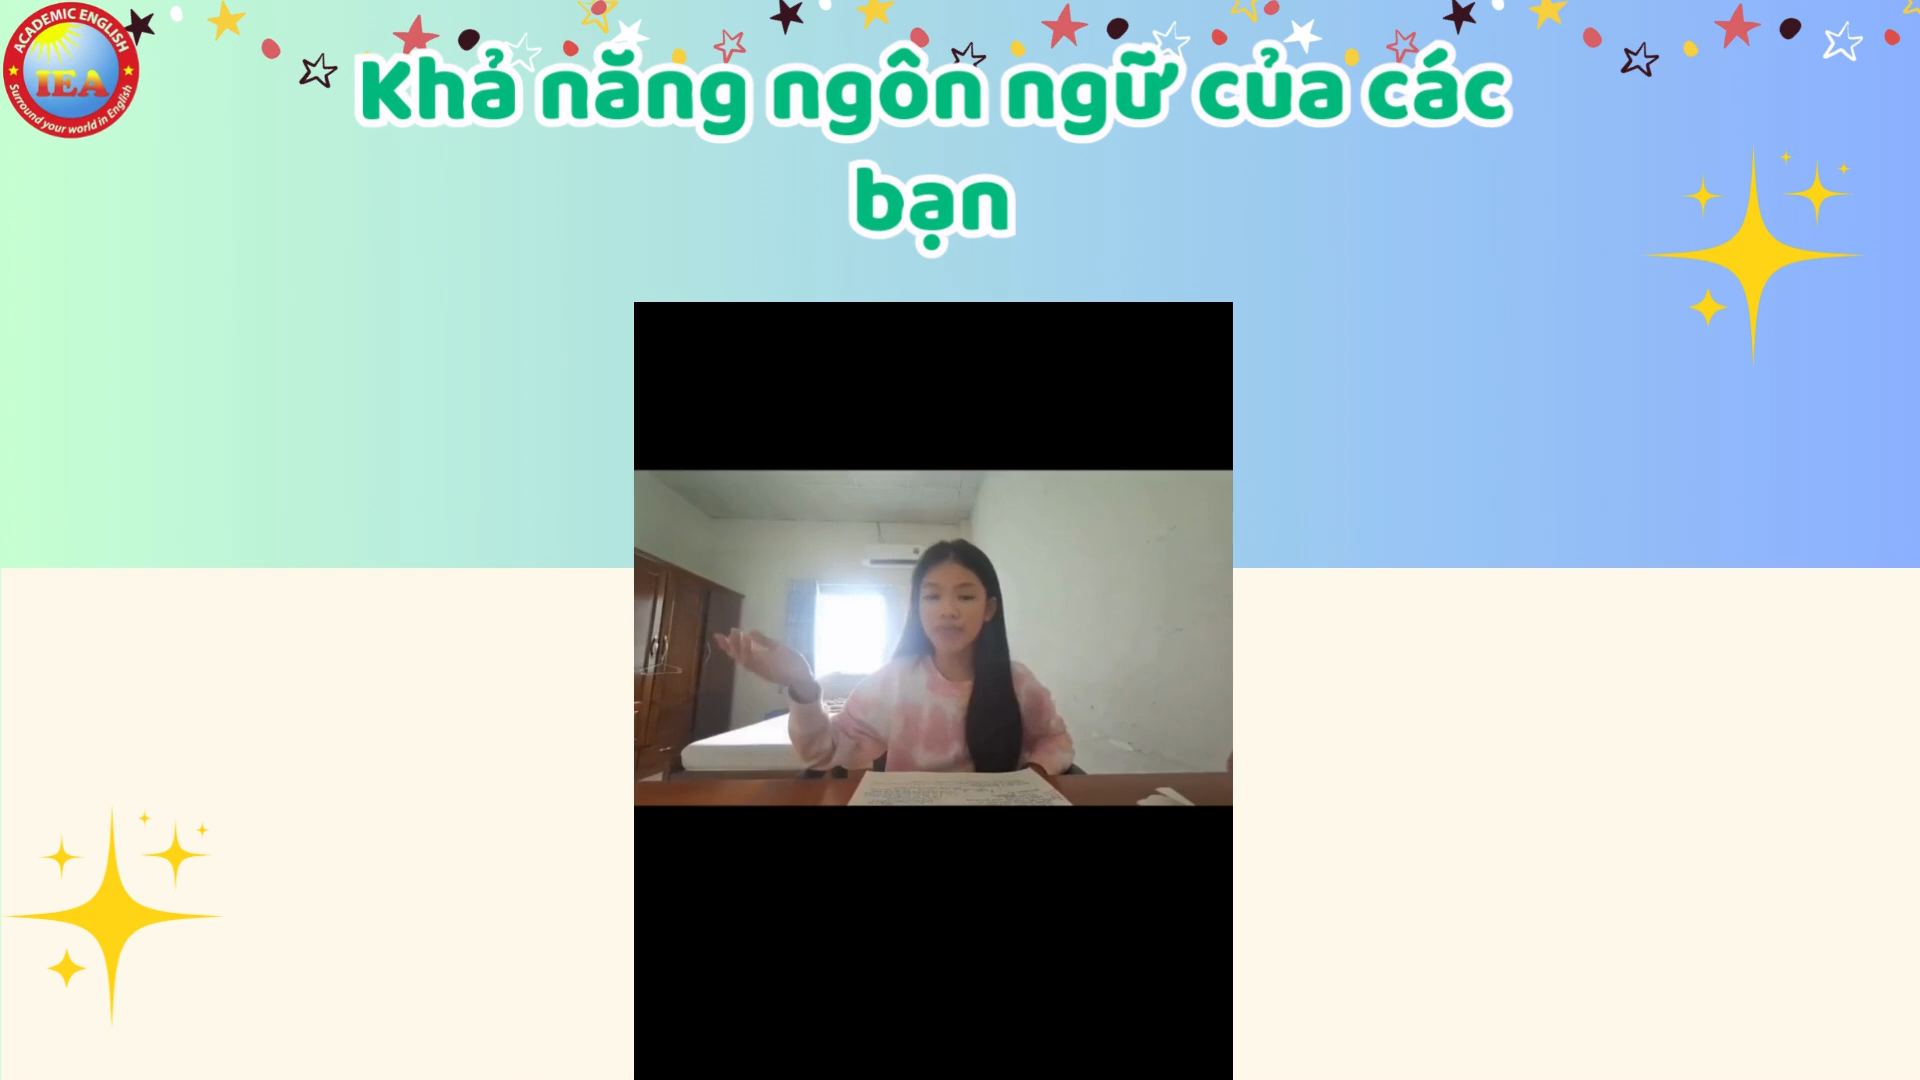 ACADEMIC ENGLISH
IEA
Surround your world in English
Khả năng ngôn ngữ của các
bạn